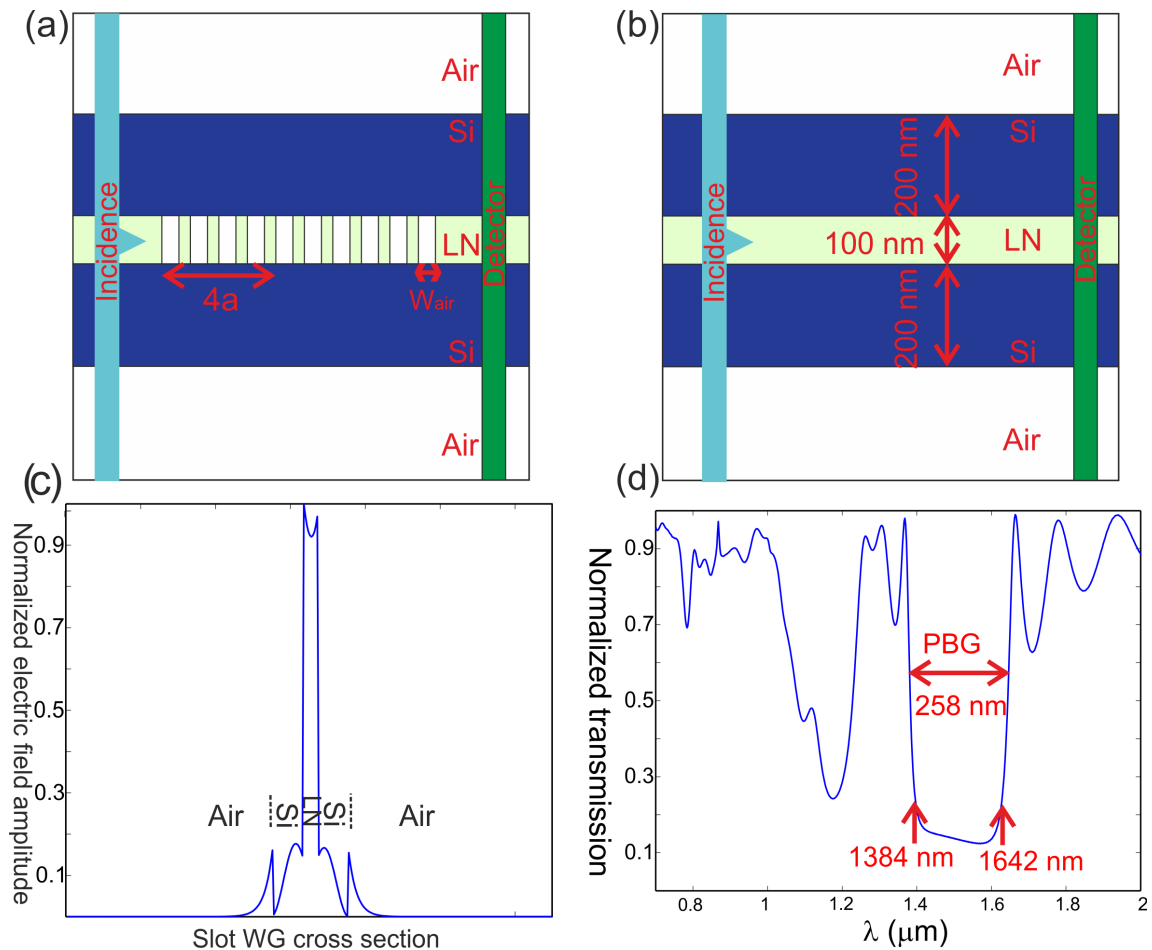 (a)
Air
Si
Incidence
LN
Detector
4a
Wair
Si
Air
(b)
Air
Si
200 nm
Incidence
100 nm
LN
Detector
200 nm
Si
Air
(c)
Normalized electric field amplitude
0.9
0.7
0.5
0.3
0.1
Air
Si
LN
Si
Air
Slot WG cross section
(d)
Normalized transmission
0.9
0.7
0.5
0.3
0.1
PBG
258 nm
1384 nm
1642 nm
0.8 1 1.2 1.4 1.6 1.8 2
λ (μm)